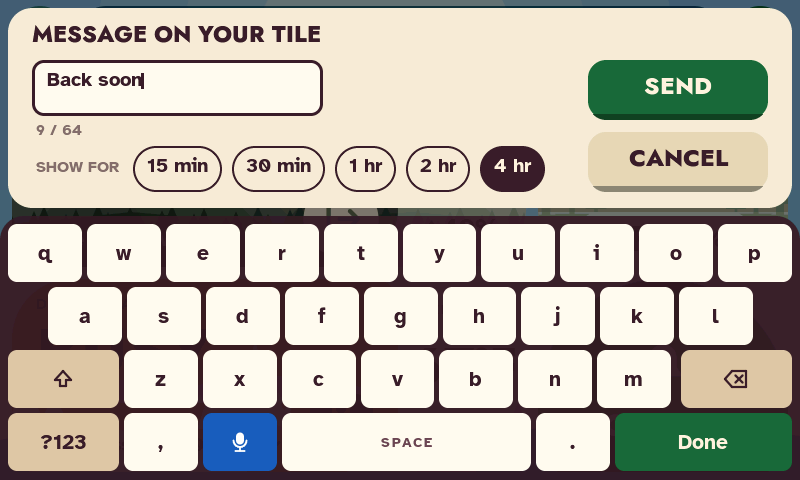 MESSAGE ON YOUR TILE
Back soon
9 / 64
SHOW FOR 15 min 30 min 1 hr 2 hr 4 hr
SEND
CANCEL
q w e r t y u i o p
a s d f g h j k l
z x c v b n m
?123 , SPACE . Done